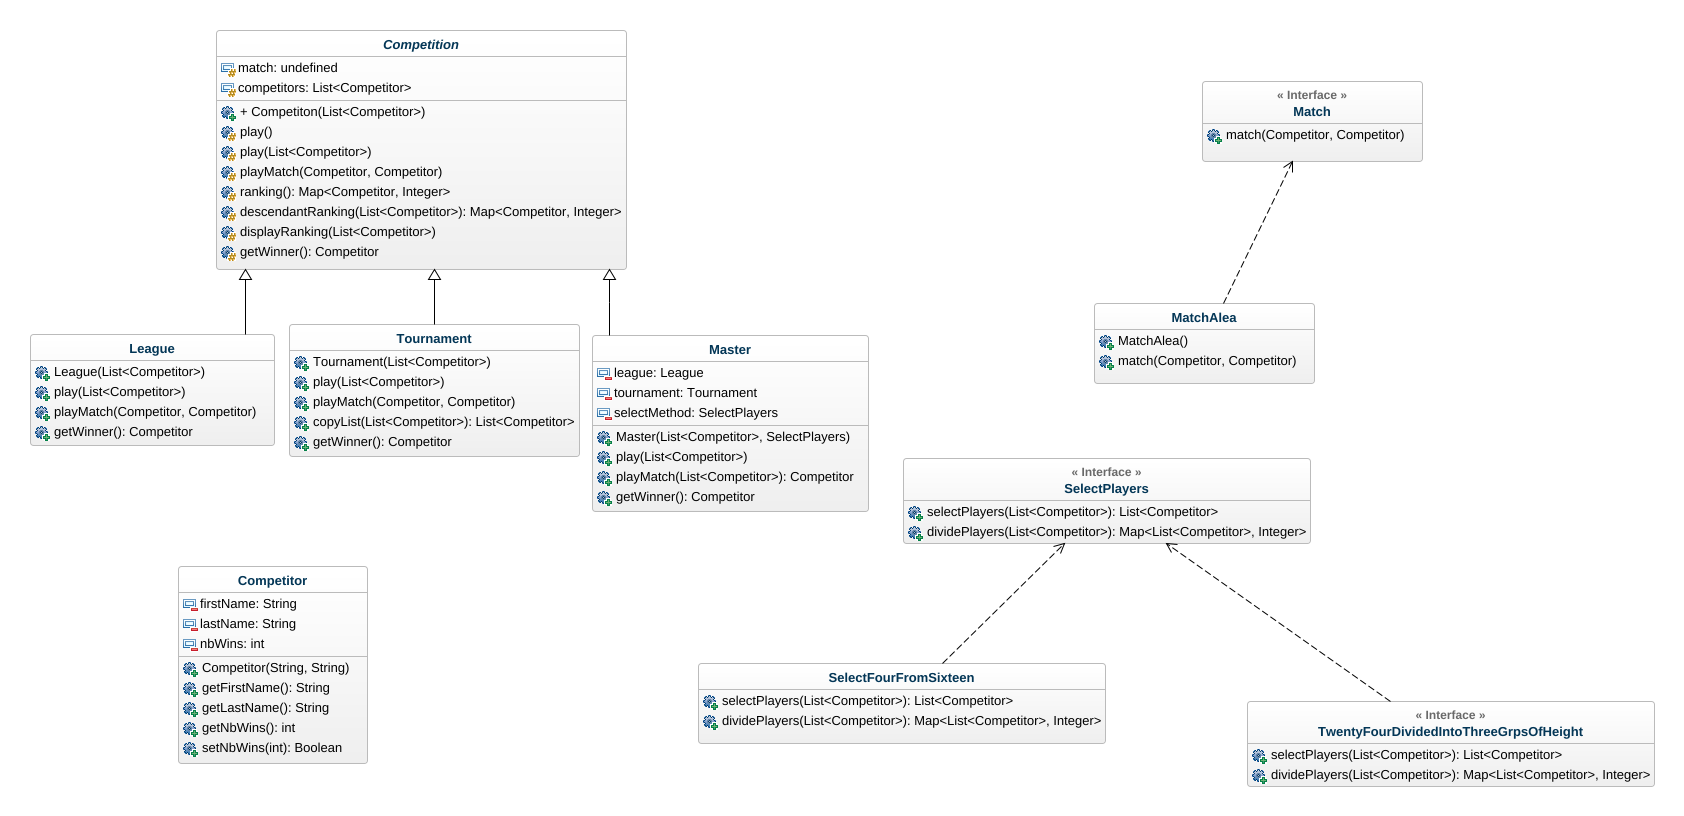 Competition
match: undefined
competitors: List<Competitor>
+ Competiton(List<Competitor>)
play()
play(List<Competitor>)
playMatch(Competitor, Competitor)
ranking(): Map<Competitor, Integer>
descendantRanking(List<Competitor>): Map<Competitor, Integer>
displayRanking(List<Competitor>)
getWinner(): Competitor
« Interface »
Match
match(Competitor, Competitor)
League
League(List<Competitor>)
play(List<Competitor>)
playMatch(Competitor, Competitor)
getWinner(): Competitor
Tournament
Tournament(List<Competitor>)
play(List<Competitor>)
playMatch(Competitor, Competitor)
copyList(List<Competitor>): List<Competitor>
getWinner(): Competitor
Master
league: League
tournament: Tournament
selectMethod: SelectPlayers
Master(List<Competitor>, SelectPlayers)
play(List<Competitor>)
playMatch(List<Competitor>): Competitor
getWinner(): Competitor
MatchAlea
MatchAlea()
match(Competitor, Competitor)
« Interface »
SelectPlayers
selectPlayers(List<Competitor>): List<Competitor>
dividePlayers(List<Competitor>): Map<List<Competitor>, Integer>
Competitor
firstName: String
lastName: String
nbWins: int
Competitor(String, String)
getFirstName(): String
getLastName(): String
getNbWins(): int
setNbWins(int): Boolean
SelectFourFromSixteen
selectPlayers(List<Competitor>): List<Competitor>
dividePlayers(List<Competitor>): Map<List<Competitor>, Integer>
« Interface »
TwentyFourDividedIntoThreeGrpsOfHeight
selectPlayers(List<Competitor>): List<Competitor>
dividePlayers(List<Competitor>): Map<List<Competitor>, Integer>